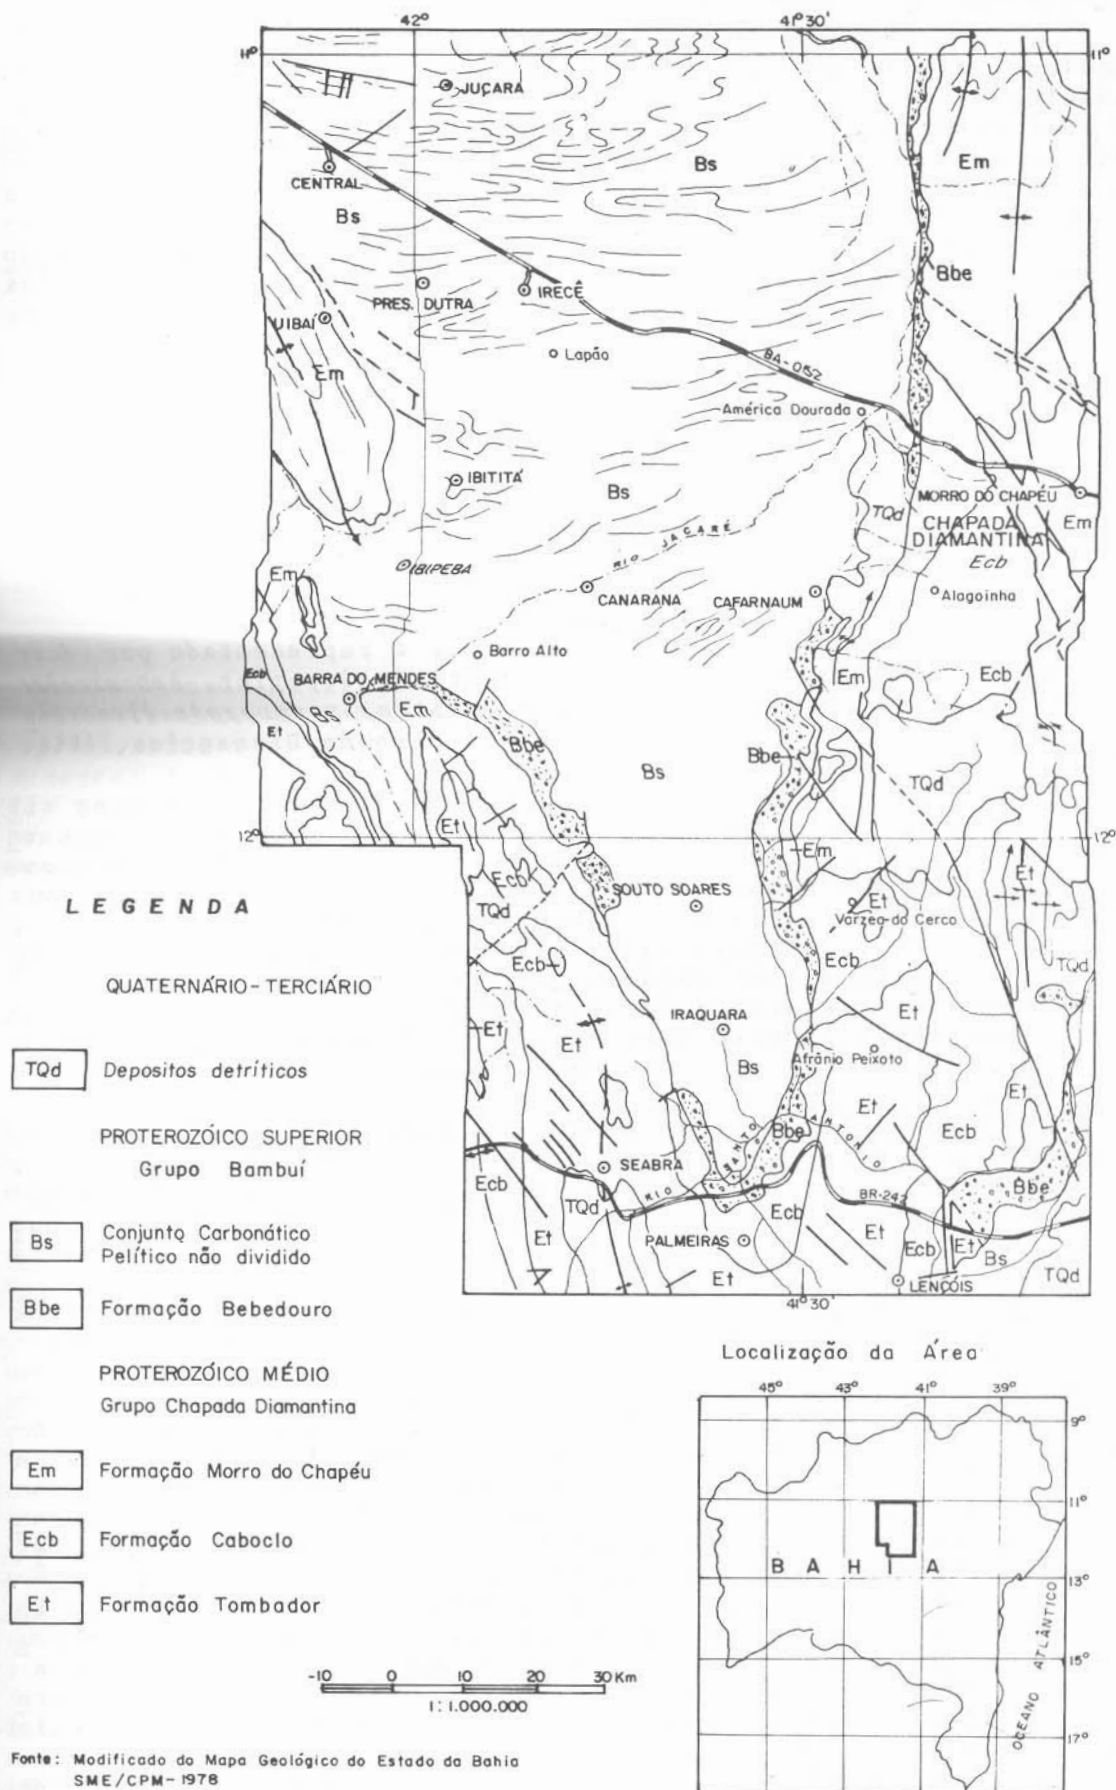 42° 41°30'
11° 11°
JUÇARA
Em
Bs
CENTRAL
Bs
Bbe
PRES. DUTRA
IRECÊ
UIBAÍ
Lapão
BA-052
Em
América Dourada
IBITITÁ
Bs
MORRO DO CHAPÉU
TQd
CHAPADA
DIAMANTINA
Em
RIO JACARÉ
Ecb
IBIPEBA
Em
CANARANA
CAFARNAUM
Alagoinha
Barro Alto
Ecb
Em
Ecb
BARRA DO MENDES
Bs
Em
Et
Bbe
Bs
Bbe
TQd
Et
12° 12°
Em
Ecb
Et
SOUTO SOARES
Et
TQd
Varzea do Cerco
Ecb
Ecb
TQd
IRAQUARA
Et
Et
Et
Afrânio Peixoto
Bs
Et
Et
Ecb
Bbe
SANTO ANTONIO
SEABRA
Ecb
Bbe
RIO
TQd
BR-242
Ecb
PALMEIRAS
Et
Et
Ecb
Et
Bs
Et
LENÇÓIS
TQd
41°30'
LEGENDA
QUATERNÁRIO-TERCIÁRIO
TQd Depositos detríticos
PROTEROZÓICO SUPERIOR
Grupo Bambuí
Bs Conjunto Carbonático
Pelítico não dividido
Bbe Formação Bebedouro
PROTEROZÓICO MÉDIO
Grupo Chapada Diamantina
Em Formação Morro do Chapéu
Ecb Formação Caboclo
Et Formação Tombador
-10 0 10 20 30 Km
1:1.000.000
Fonte: Modificado do Mapa Geológico do Estado da Bahia
SME/CPM-1978
Localização da Área
45° 43° 41° 39°
9°
11°
BAHIA
13°
15°
17°
OCEANO ATLÂNTICO